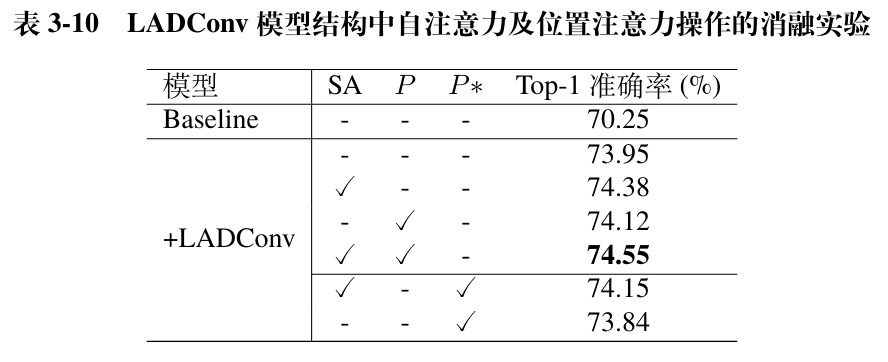 表 3-10 LADConv 模型结构中自注意力及位置注意力操作的消融实验
模型 SA P P* Top-1 准确率 (%)
Baseline - - - 70.25
- - - 73.95
✓ - - 74.38
- ✓ - 74.12
+LADConv
✓ ✓ - 74.55
✓ - ✓ 74.15
- - ✓ 73.84